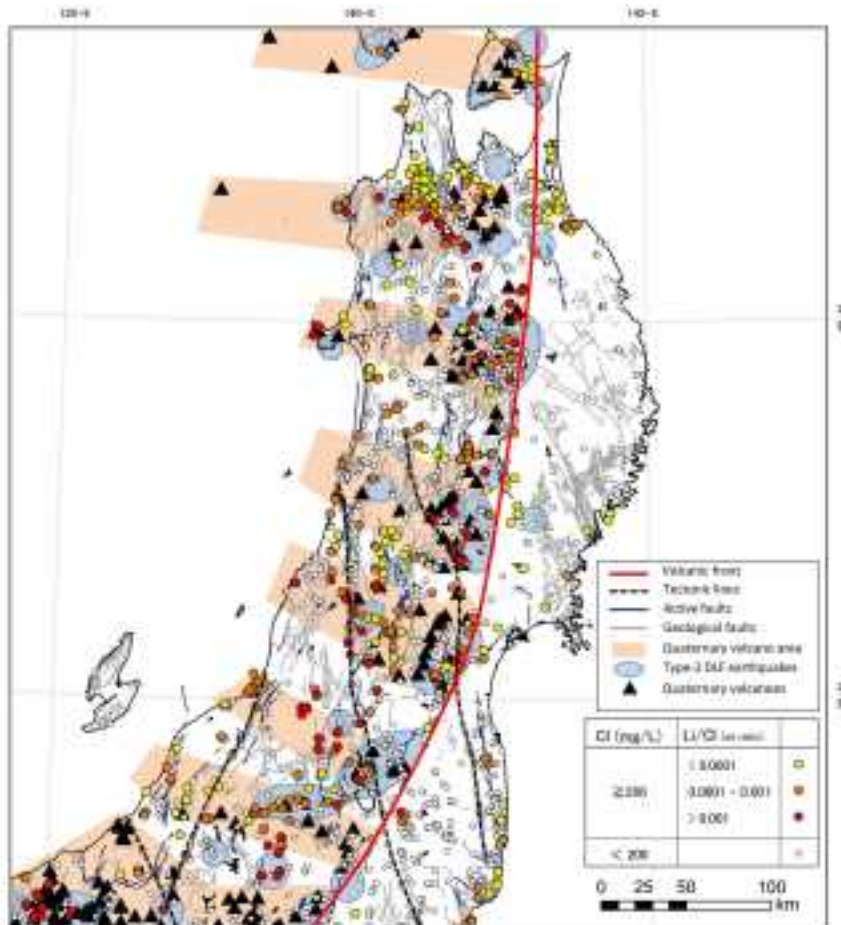 Volcanic front
Tectonic lines
Active faults
Geological faults
Quaternary volcano area
Type-2 DLF earthquakes
Quaternary volcanoes
Cl (mg/L) Li/Cl
0.0001
0.0001 - 0.001
> 0.001
< 200
0 25 50 100
km